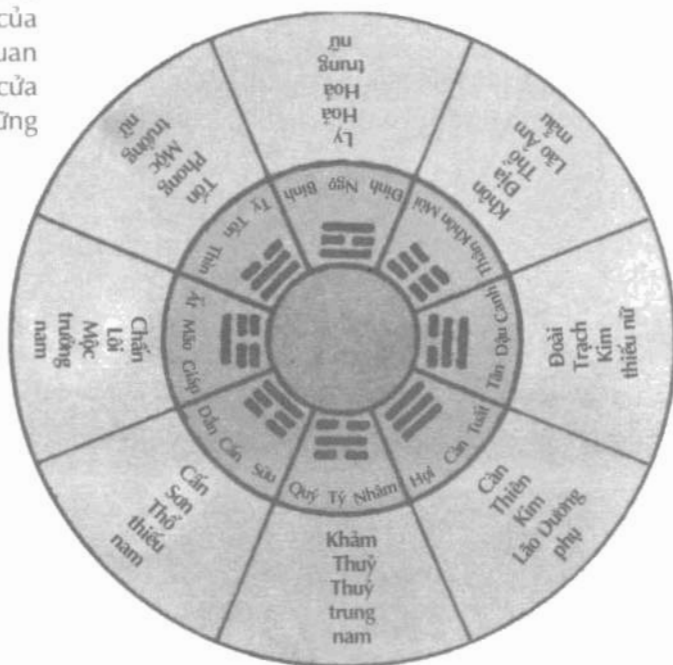 của
uan
cửa
ững
Ly
Hoả
Hoả
trung
nữ
Khôn
Địa
Thổ
Lão Âm
mẫu
Đoài
Trạch
Kim
thiếu nữ
Càn
Thiên
Kim
Lão Dương
phụ
Khảm
Thuỷ
Thuỷ
trung
nam
Cấn
Sơn
Thổ
thiếu
nam
Chấn
Lôi
Mộc
trưởng
nam
Tốn
Phong
Mộc
trưởng
nữ
Bính Ngọ Đinh
Mùi Khôn Thân
Canh Dậu Tân
Tuất Càn Hợi
Nhâm Tý Quý
Sửu Cấn Dần
Giáp Mão Ất
Thìn Tốn Tỵ